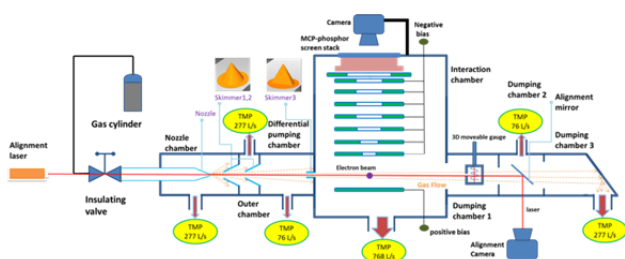 Camera
Negative
bias
MCP-phosphor
screen stack
Interaction
chamber
Skimmer1,2
Skimmer3
Gas cylinder
Nozzle
TMP
277 L/s
Differential
pumping chamber
Nozzle
chamber
Dumping
chamber 2
Alignment
mirror
TMP
76 L/s
Dumping
chamber 3
3D moveable gauge
Alignment
laser
Electron beam
Gas Flow
Insulating
valve
Outer
chamber
Dumping
chamber 1
laser
positive bias
TMP
277 L/s
TMP
76 L/s
TMP
768 L/s
Alignment
Camera
TMP
277 L/s